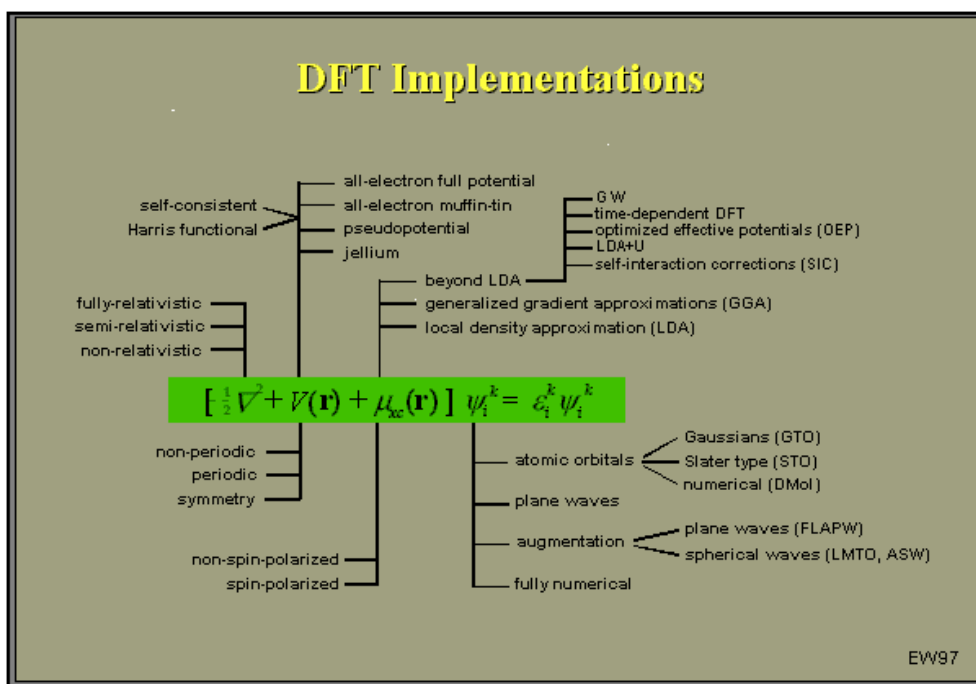 DFT Implementations
all-electron full potential
self-consistent
all-electron muffin-tin
Harris functional
pseudopotential
jellium
GW
time-dependent DFT
optimized effective potentials (OEP)
LDA+U
self-interaction corrections (SIC)
beyond LDA
generalized gradient approximations (GGA)
local density approximation (LDA)
fully-relativistic
semi-relativistic
non-relativistic
[-½∇²+ V(r) + μxc(r) ] ψi^k = εi^k ψi^k
non-periodic
periodic
symmetry
non-spin-polarized
spin-polarized
atomic orbitals
Gaussians (GTO)
Slater type (STO)
numerical (DMol)
plane waves
augmentation
plane waves (FLAPW)
spherical waves (LMTO, ASW)
fully numerical
EW97